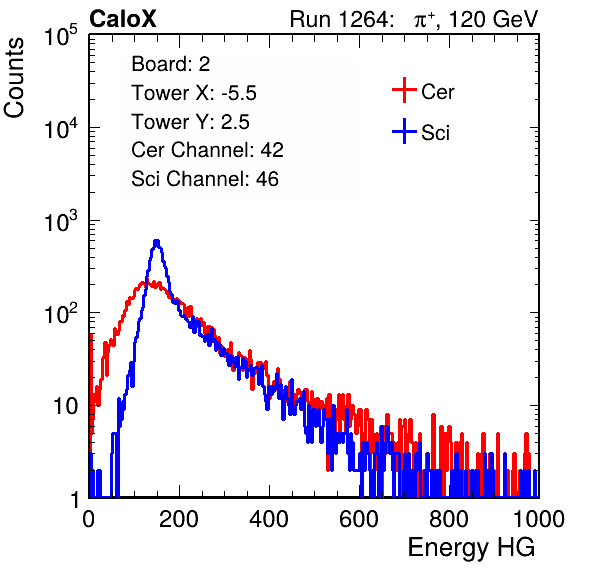 CaloX Run 1264: π⁺, 120 GeV
Counts
Board: 2
Tower X: -5.5
Tower Y: 2.5
Cer Channel: 42
Sci Channel: 46
Cer
Sci
10⁵
10⁴
10³
10²
10
1
0 200 400 600 800 1000
Energy HG